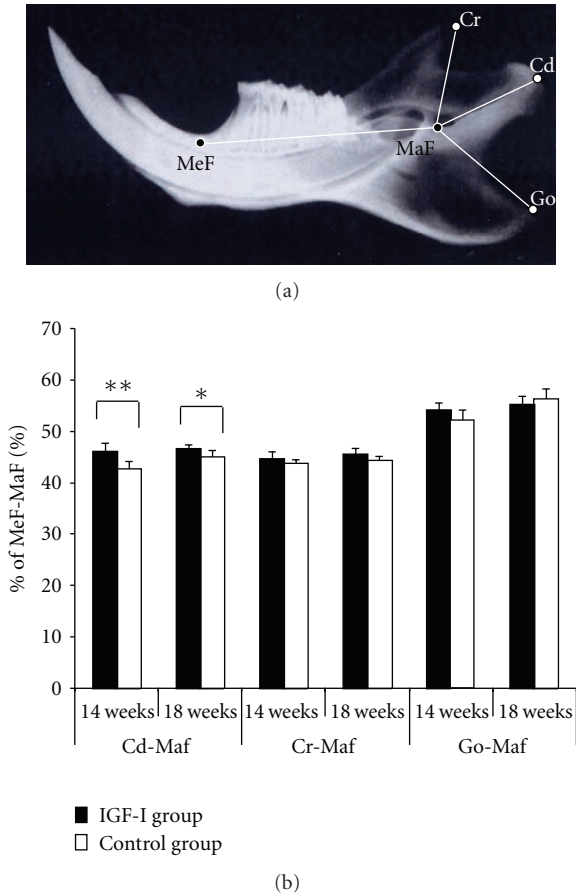 Cr
Cd
MeF
MaF
Go
(a)
70
60
50
40
30
20
10
0
% of MeF-MaF (%)
**
*
14 weeks 18 weeks 14 weeks 18 weeks 14 weeks 18 weeks
Cd-Maf Cr-Maf Go-Maf
IGF-I group
Control group
(b)